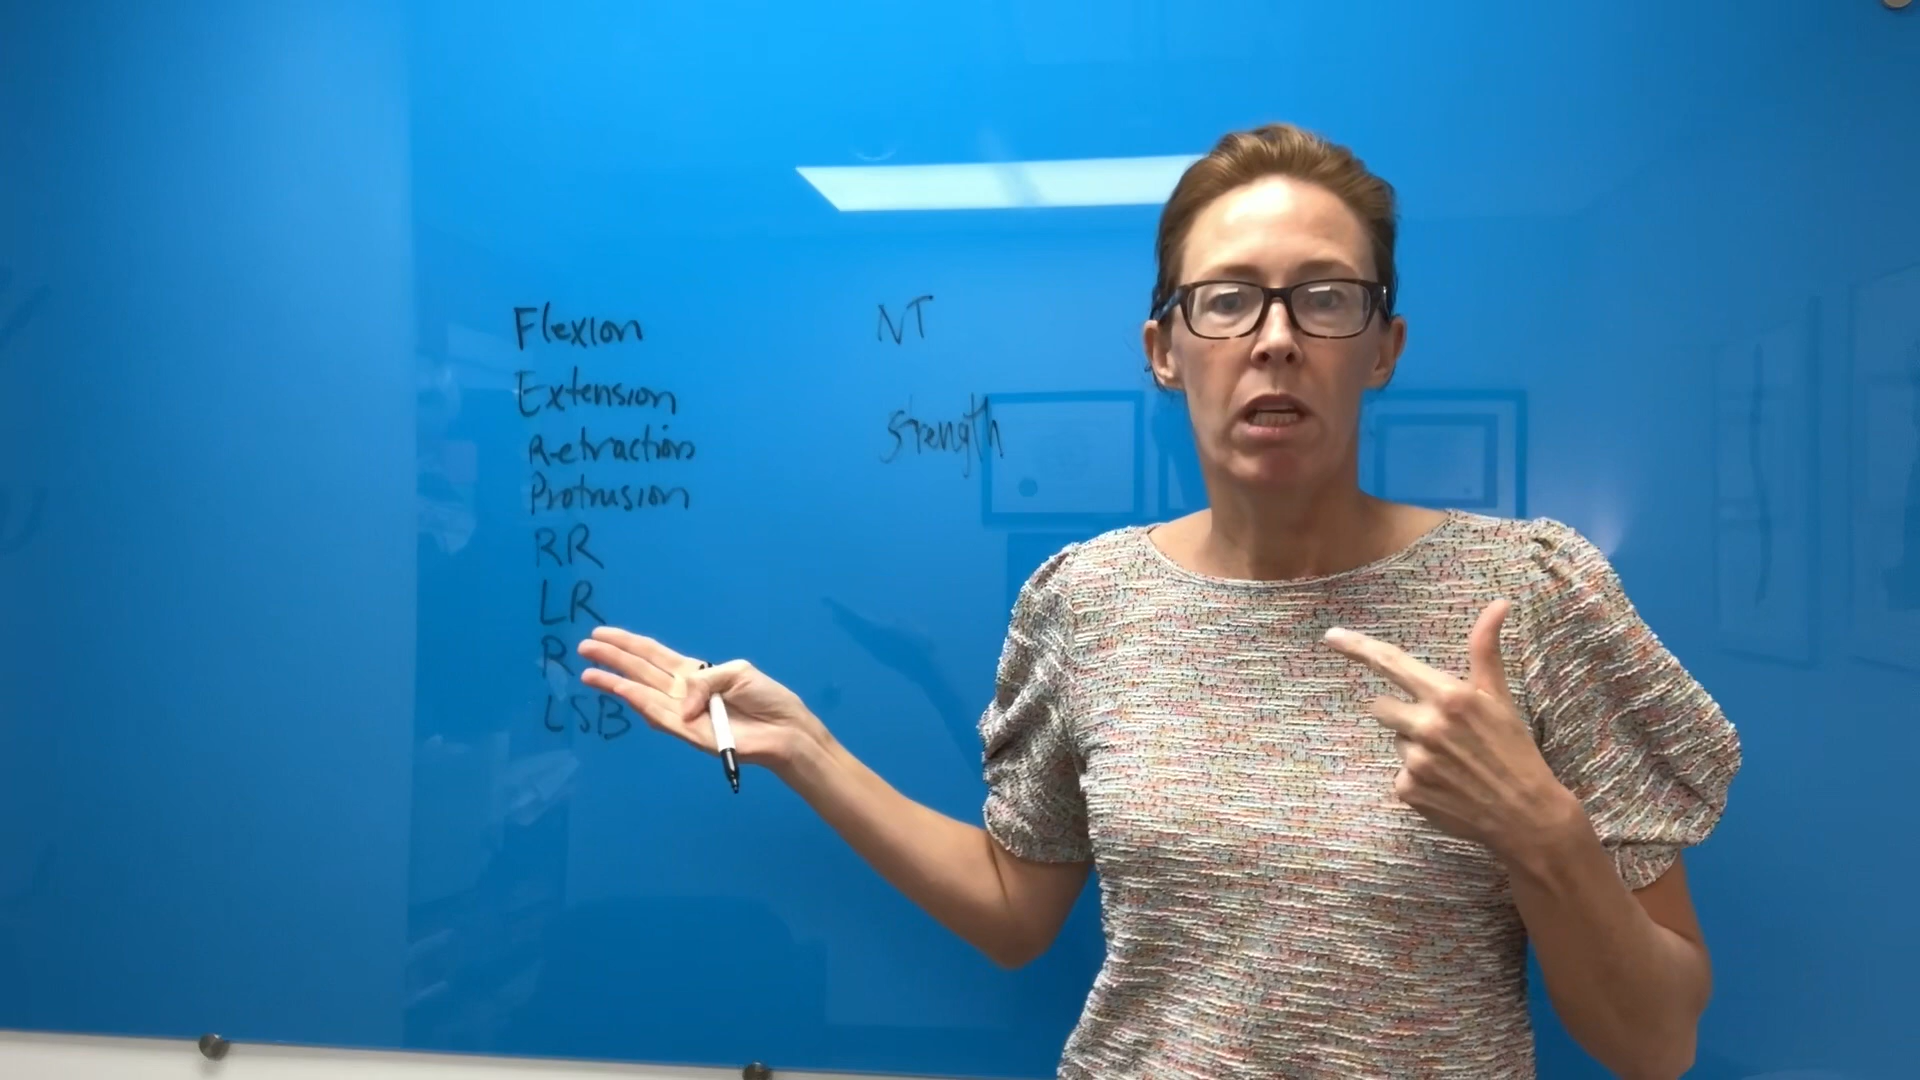 Flexion
Extension
Retraction
Protrusion
RR
LR
R
LSB
NT
Strength